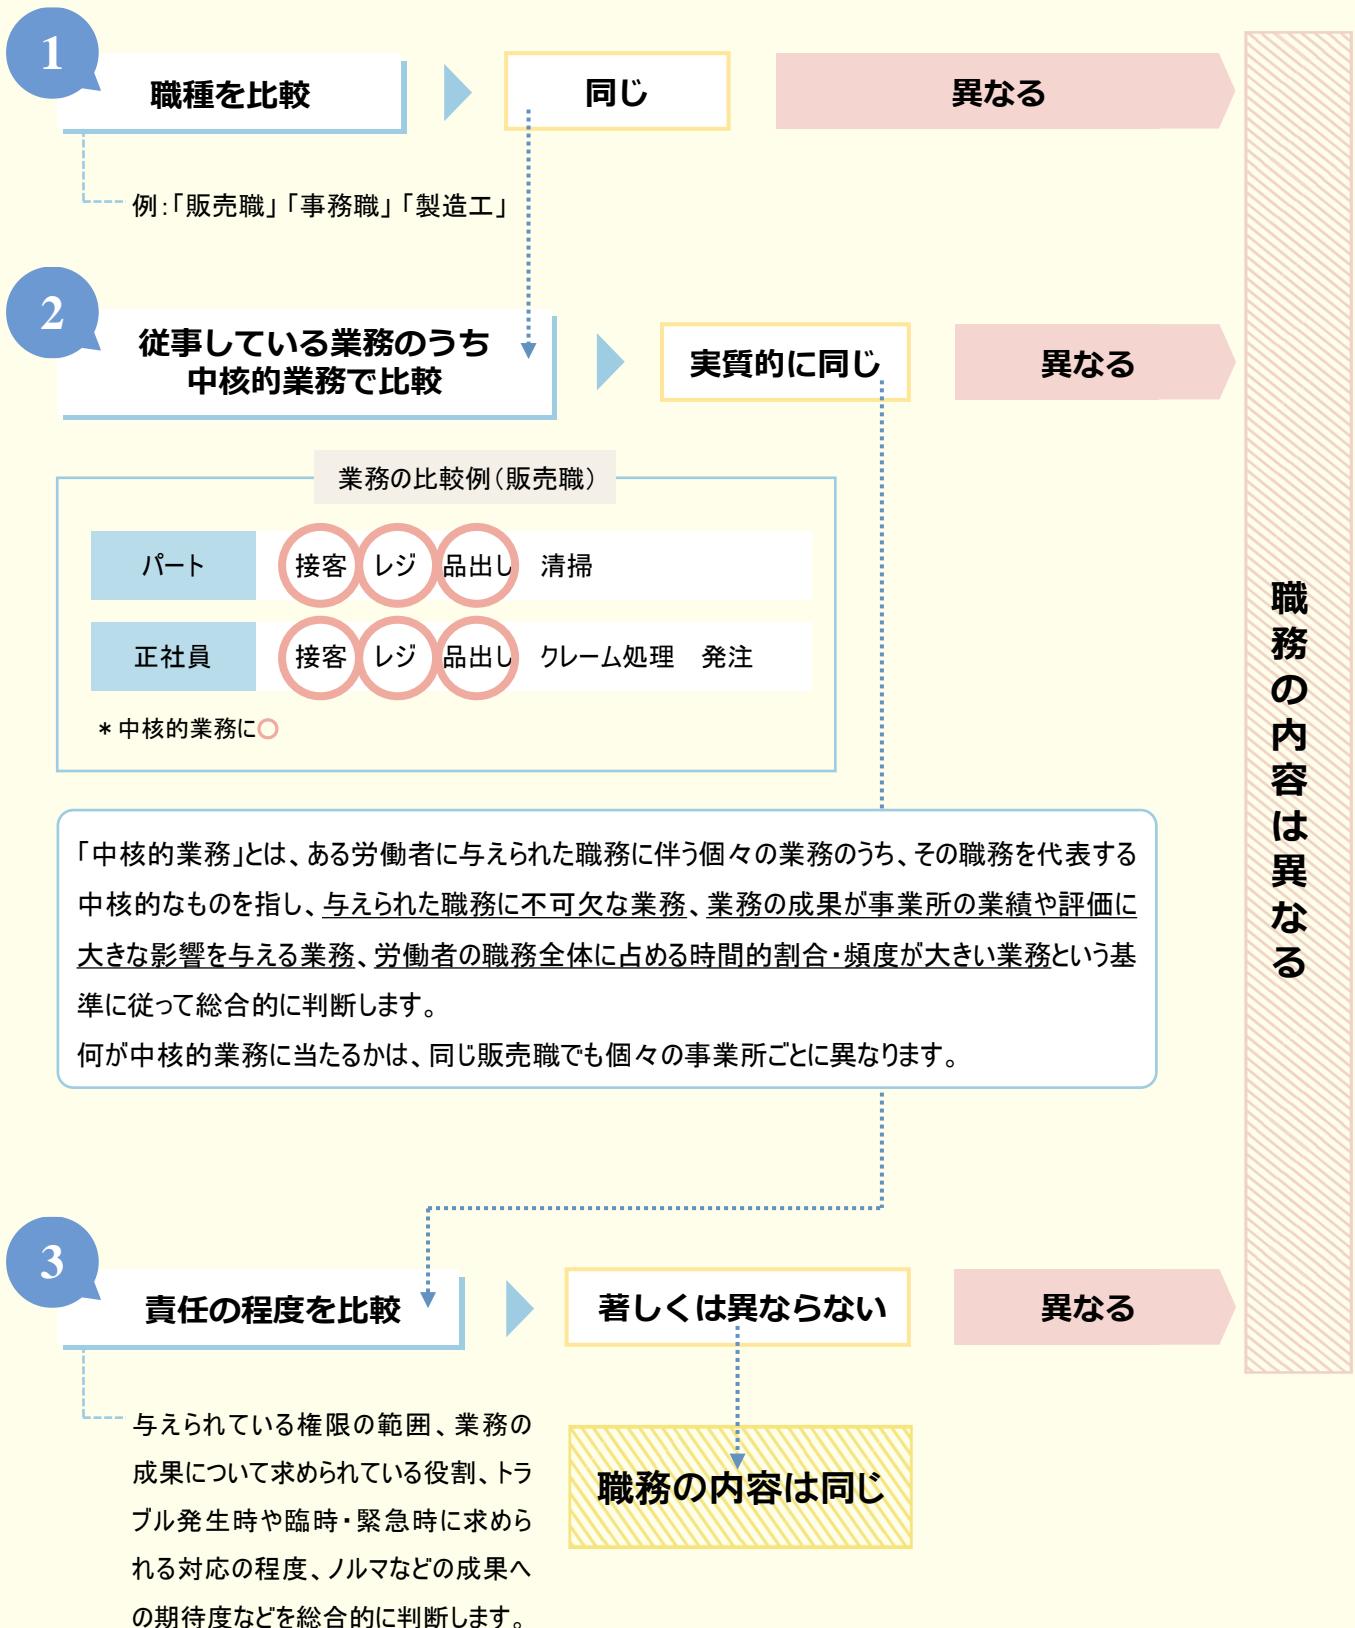 1
職種を比較
同じ
異なる
例：「販売職」「事務職」「製造工」
2
従事している業務のうち
中核的業務で比較
実質的に同じ
異なる
業務の比較例（販売職）
パート 接客 レジ 品出し 清掃
正社員 接客 レジ 品出し クレーム処理 発注
＊中核的業務に○
「中核的業務」とは、ある労働者に与えられた職務に伴う個々の業務のうち、その職務を代表する
中核的なものを指し、与えられた職務に不可欠な業務、業務の成果が事業所の業績や評価に
大きな影響を与える業務、労働者の職務全体に占める時間的割合・頻度が大きい業務という基
準に従って総合的に判断します。
何が中核的業務に当たるかは、同じ販売職でも個々の事業所ごとに異なります。
3
責任の程度を比較
著しくは異ならない
異なる
与えられている権限の範囲、業務の
成果について求められている役割、トラ
ブル発生時や臨時・緊急時に求めら
れる対応の程度、ノルマなどの成果へ
の期待度などを総合的に判断します。
職務の内容は同じ
職務の内容は異なる